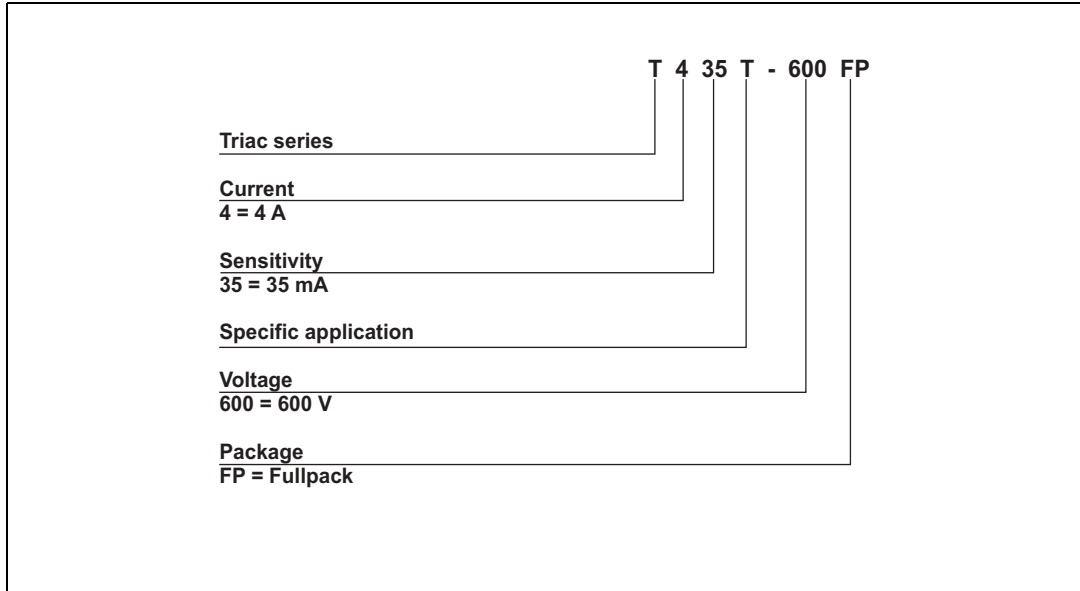 T 4 35 T - 600 FP
Triac series
Current
4 = 4 A
Sensitivity
35 = 35 mA
Specific application
Voltage
600 = 600 V
Package
FP = Fullpack